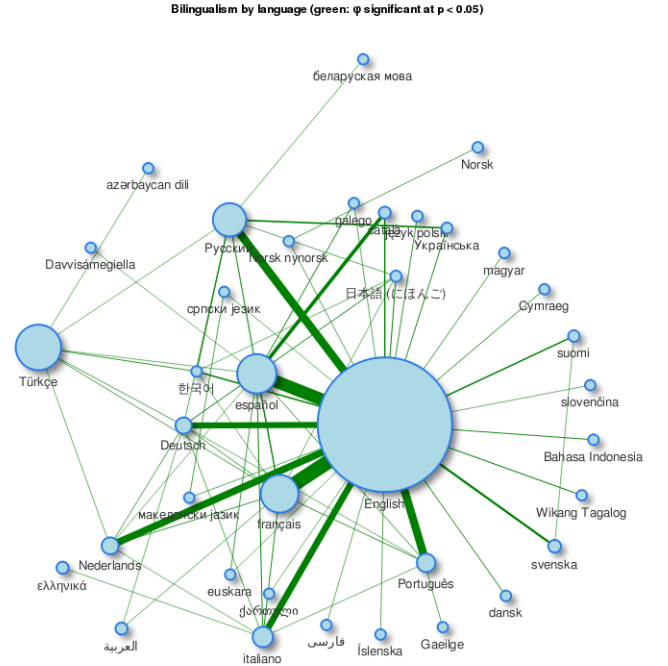 Bilingualism by language (green: φ significant at p < 0.05)
беларуская мова
Norsk
azərbaycan dili
galego
català
język polski
Русский
Norsk nynorsk
Українська
Davvisámegiella
magyar
日本語 (にほんご)
српски језик
Cymraeg
suomi
Türkçe
한국어
español
slovenčina
Deutsch
Bahasa Indonesia
English
македонски јазик
français
Wikang Tagalog
Nederlands
svenska
ελληνικά
euskara
Português
ქართული
dansk
العربية
italiano
فارسی
Íslenska
Gaeilge